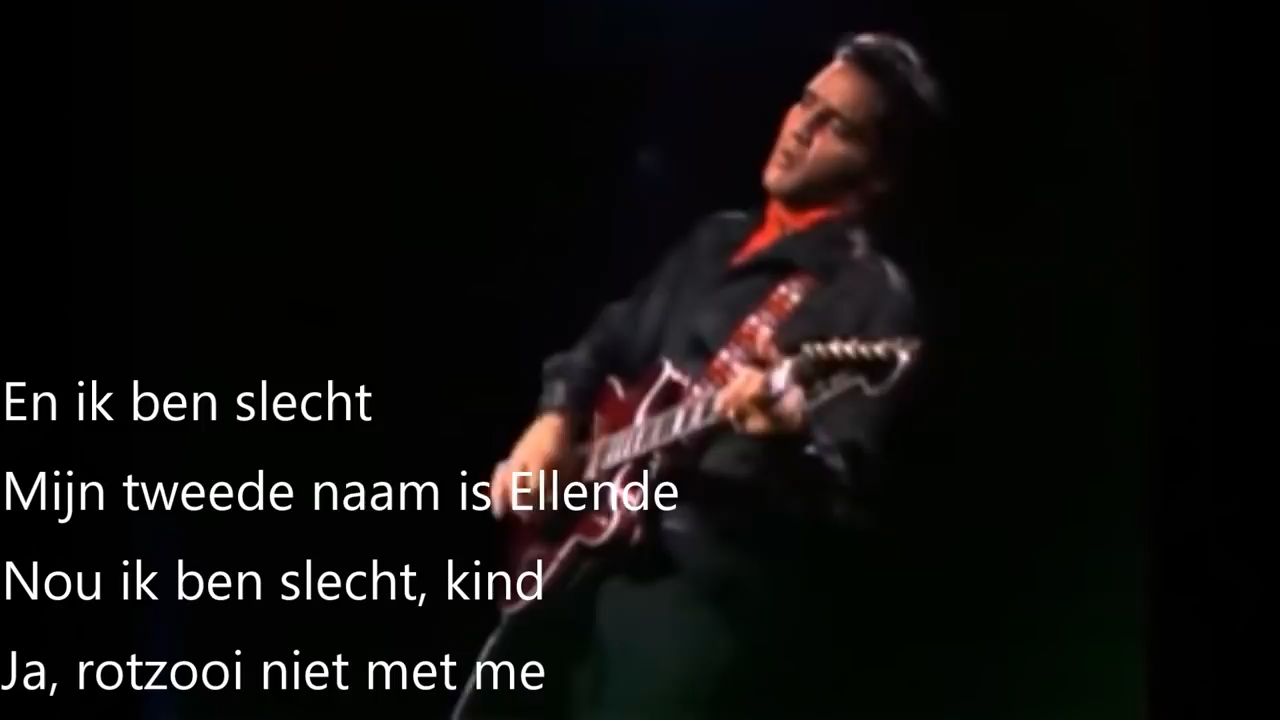 En ik ben slecht
Mijn tweede naam is Ellende
Nou ik ben slecht, kind
Ja, rotzooi niet met me